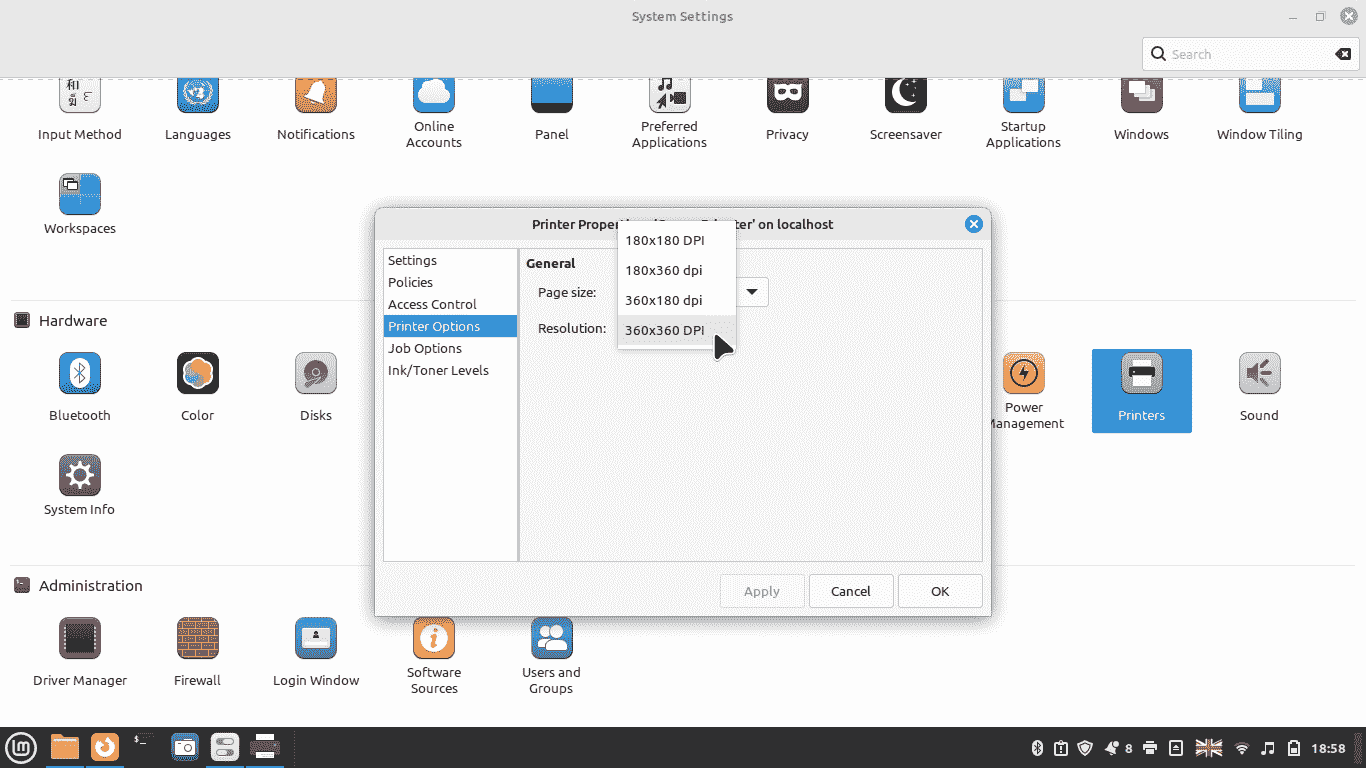 System Settings
Search
Input Method
Languages
Notifications
Online
Accounts
Panel
Preferred
Applications
Privacy
Screensaver
Startup
Applications
Windows
Window Tiling
Workspaces
Hardware
Bluetooth
Color
Disks
Power
Management
Printers
Sound
System Info
Administration
Driver Manager
Firewall
Login Window
Software
Sources
Users and
Groups
Printer on localhost
Settings
Policies
Access Control
Printer Options
Job Options
Ink/Toner Levels
General
Page size:
Resolution:
180x180 DPI
180x360 dpi
360x180 dpi
360x360 DPI
Apply
Cancel
OK
8
18:58